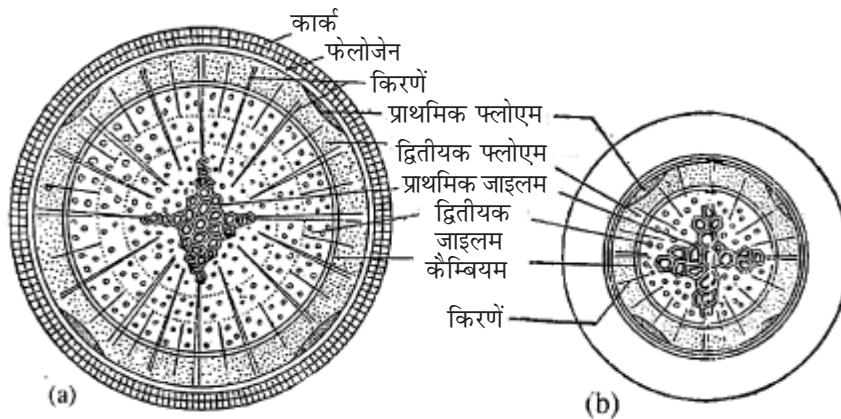 कार्क
फेलोजेन
किरणें
प्राथमिक फ्लोएम
द्वितीयक फ्लोएम
प्राथमिक जाइलम
द्वितीयक
जाइलम
कैम्बियम
किरणें
(a)
(b)